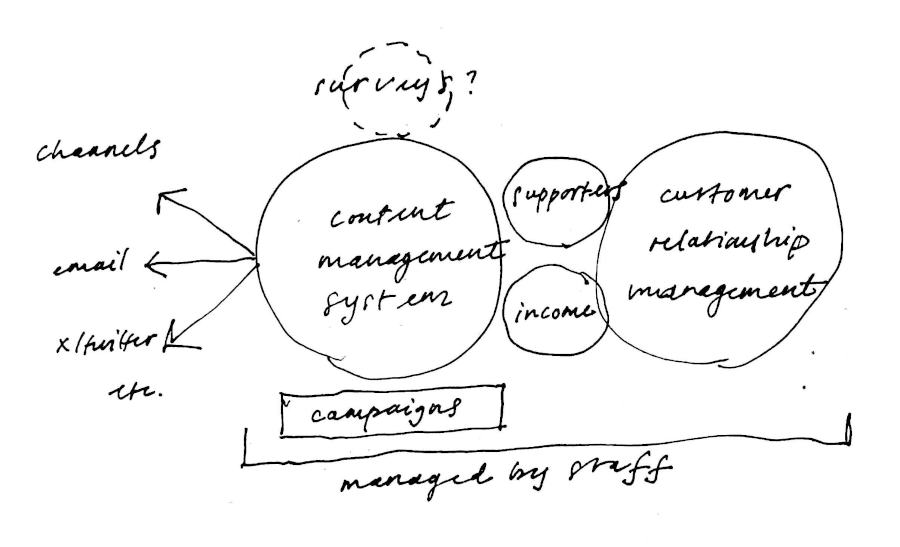 surveys?
channels
email
x/twitter
etc.
content
management
system
supporters
income
customer
relationship
management
campaigns
managed by staff